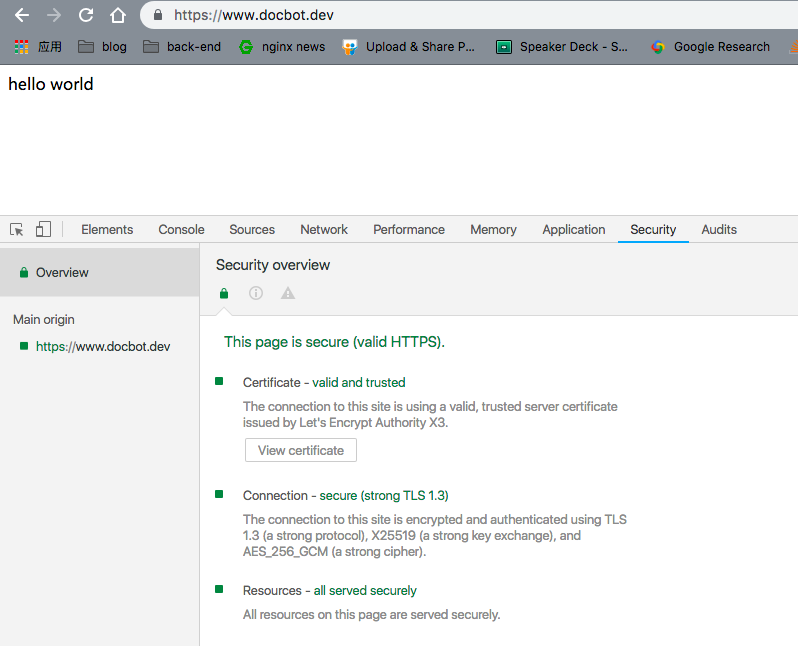 https://www.docbot.dev
应用 blog back-end nginx news Upload & Share P... Speaker Deck - S... Google Research
hello world
Elements Console Sources Network Performance Memory Application Security Audits
Overview
Main origin
https://www.docbot.dev
Security overview
This page is secure (valid HTTPS).
Certificate - valid and trusted
The connection to this site is using a valid, trusted server certificate
issued by Let's Encrypt Authority X3.
View certificate
Connection - secure (strong TLS 1.3)
The connection to this site is encrypted and authenticated using TLS
1.3 (a strong protocol), X25519 (a strong key exchange), and
AES_256_GCM (a strong cipher).
Resources - all served securely
All resources on this page are served securely.